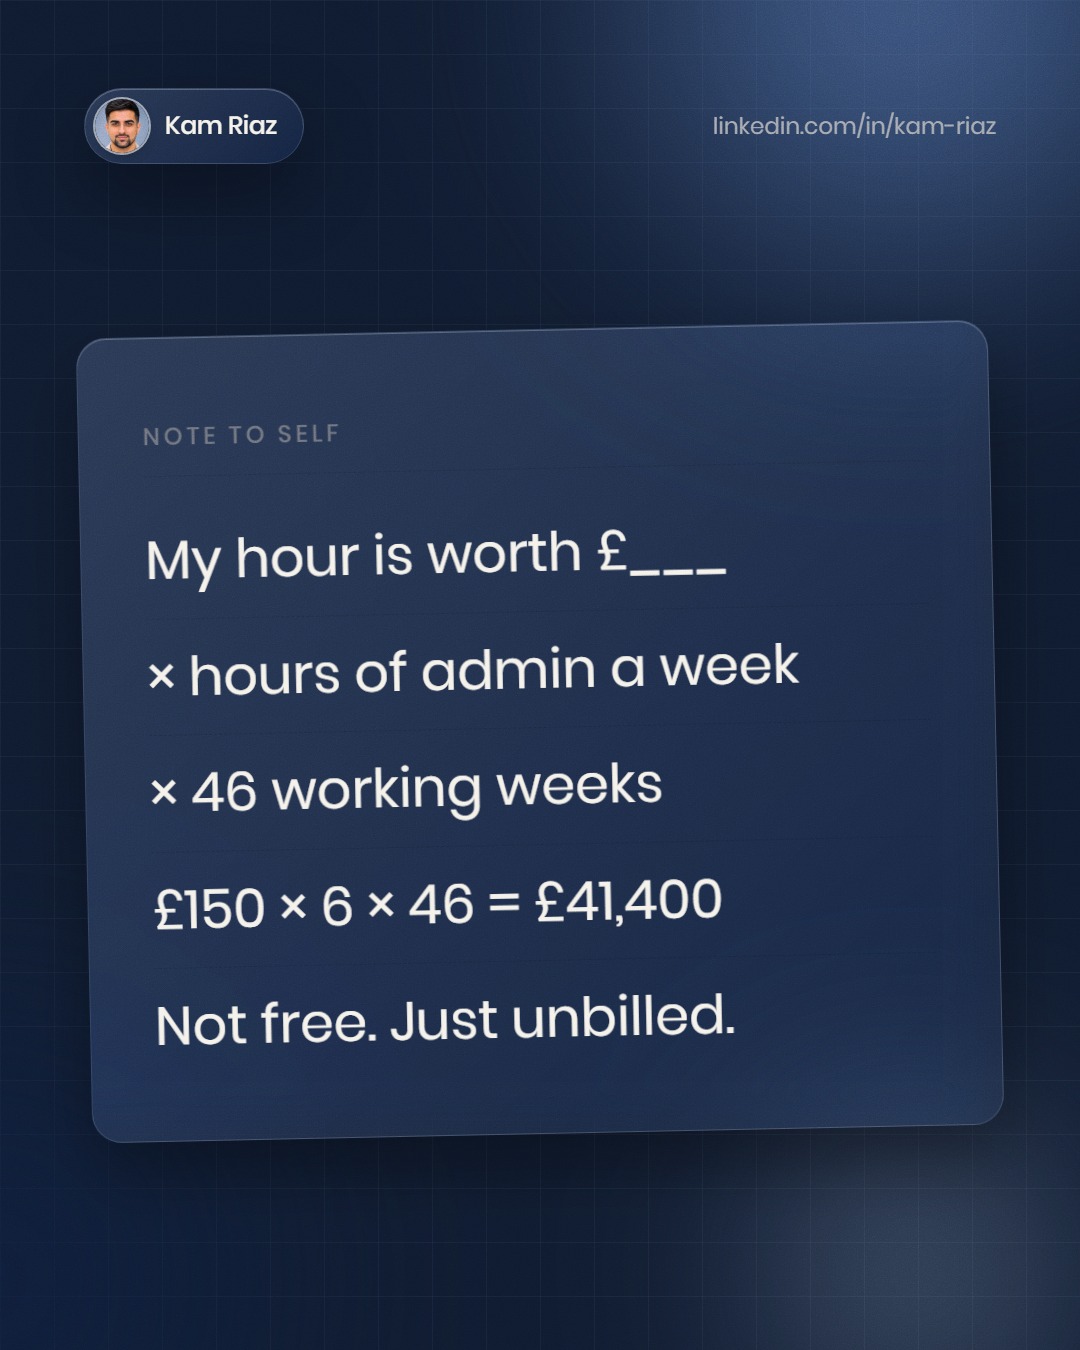 Kam Riaz
linkedin.com/in/kam-riaz
NOTE TO SELF
My hour is worth £___
× hours of admin a week
× 46 working weeks
£150 × 6 × 46 = £41,400
Not free. Just unbilled.